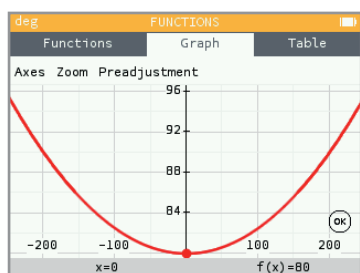 deg FUNCTIONS
Functions Graph Table
Axes Zoom Preadjustment
96
92
88
84
OK
-200 -100 100 200
x=0 f(x)=80